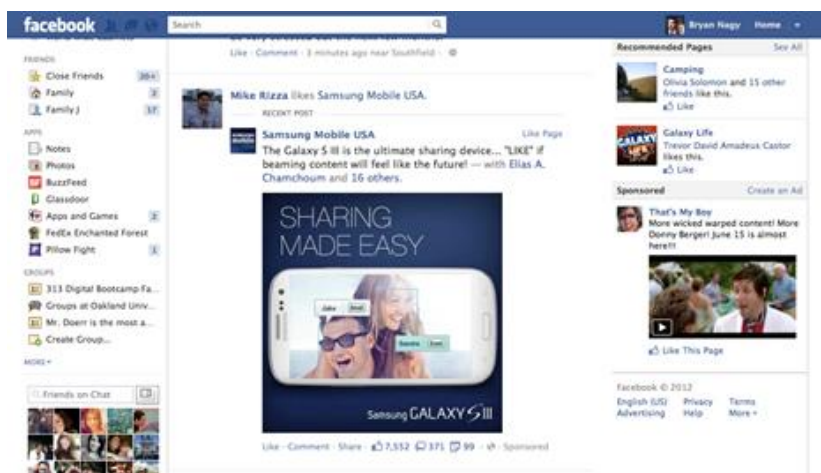 facebook
Search
Bryan Nagy Home
FRIENDS
Close Friends 20+
Family 3
Family J 17
APPS
Notes
Photos
BuzzFeed
Glassdoor
Apps and Games 2
FedEx Enchanted Forest
Pillow Fight 1
GROUPS
313 Digital Bootcamp Fa...
Groups at Oakland Univ...
Mr. Doerr is the most a...
Create Group...
MORE
Friends on Chat
Like · Comment · 3 minutes ago near Southfield ·
Mike Rizza likes Samsung Mobile USA.
RECENT POST
Samsung Mobile USA Like Page
The Galaxy S III is the ultimate sharing device... "LIKE" if
beaming content will feel like the future! — with Elias A.
Chamchoum and 16 others.
SHARING
MADE EASY
Samsung GALAXY S III
Like · Comment · Share · 7,552 371 99 · Sponsored
Recommended Pages See All
Camping
Olivia Solomon and 15 other
friends like this.
Like
Galaxy Life
Trevor David Amadeus Castor
likes this.
Like
Sponsored Create an Ad
That's My Boy
More wicked warped content! More
Donny Berger! June 15 is almost
here!!!
Like This Page
Facebook © 2012
English (US) Privacy Terms
Advertising Help More